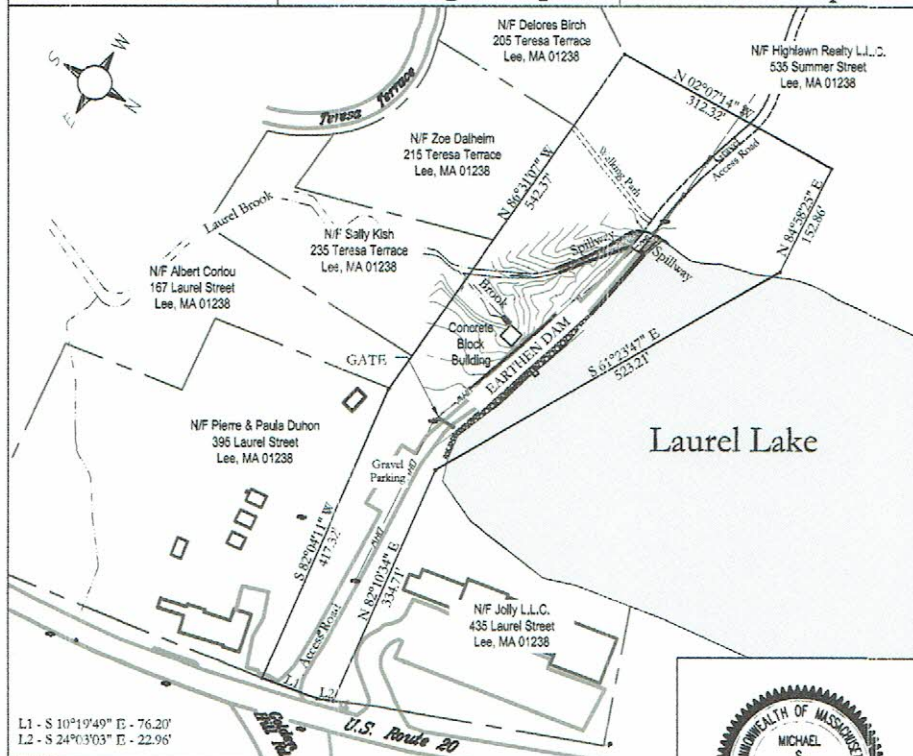 N/F Delores Birch
205 Teresa Terrace
Lee, MA 01238
N/F Highlawn Realty L.L.C.
535 Summer Street
Lee, MA 01238
S
W
E
N
Teresa Terrace
N 02°07'14" W
312.32'
N/F Zoe Dalheim
215 Teresa Terrace
Lee, MA 01238
Walking Path
Gravel
Access Road
N 86°31'07" W
542.37'
N 84°58'25" E
152.86'
Laurel Brook
N/F Sally Kish
235 Teresa Terrace
Lee, MA 01238
Spillway
Spillway
N/F Albert Corlou
167 Laurel Street
Lee, MA 01238
Brook
Concrete
Block
Building
EARTHEN DAM
GATE
S 61°23'47" E
523.21'
N/F Pierre & Paula Duhon
395 Laurel Street
Lee, MA 01238
Laurel Lake
Gravel
Parking
S 82°04'11" W
417.32'
N 82°10'34" E
334.71'
Access Road
N/F Jolly L.L.C.
435 Laurel Street
Lee, MA 01238
L1
L2
U.S. Route 20
Golden
Hill Rd
L1 - S 10°19'49" E - 76.20'
L2 - S 24°03'03" E - 22.96'
MONWEALTH OF MASSACHUSE
MICHAEL
S